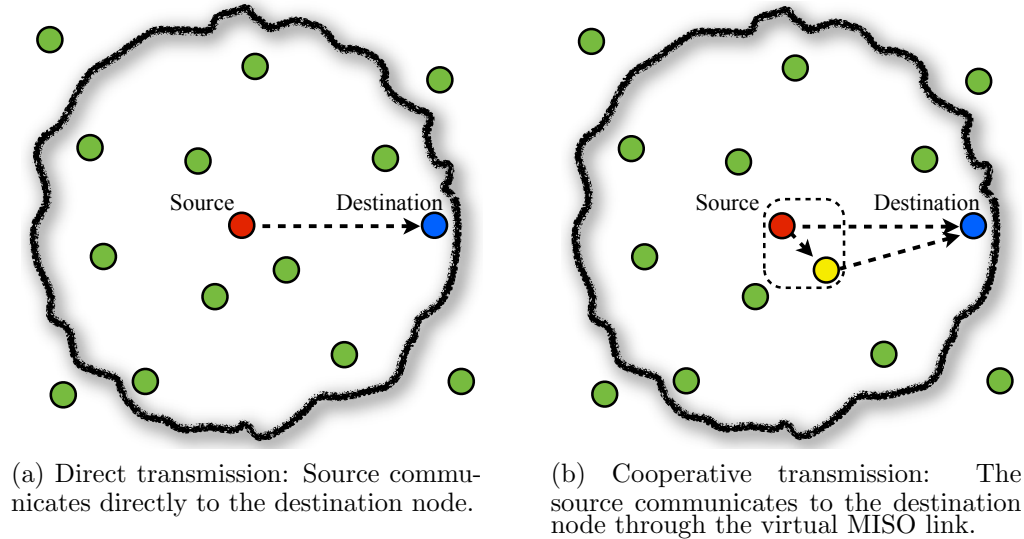 Source
Destination
Source
Destination
(a) Direct transmission: Source commu-
nicates directly to the destination node.
(b) Cooperative transmission: The
source communicates to the destination
node through the virtual MISO link.